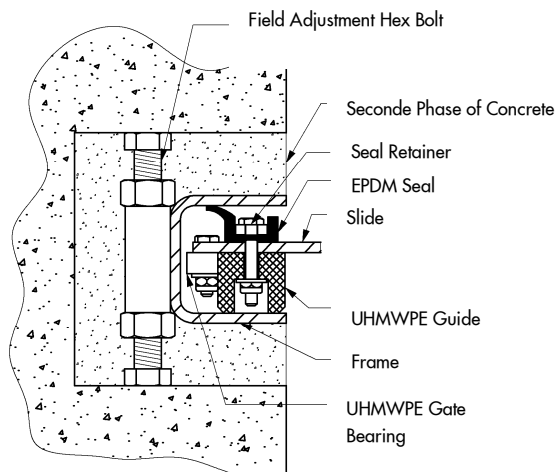 Field Adjustment Hex Bolt
Seconde Phase of Concrete
Seal Retainer
EPDM Seal
Slide
UHMWPE Guide
Frame
UHMWPE Gate
Bearing